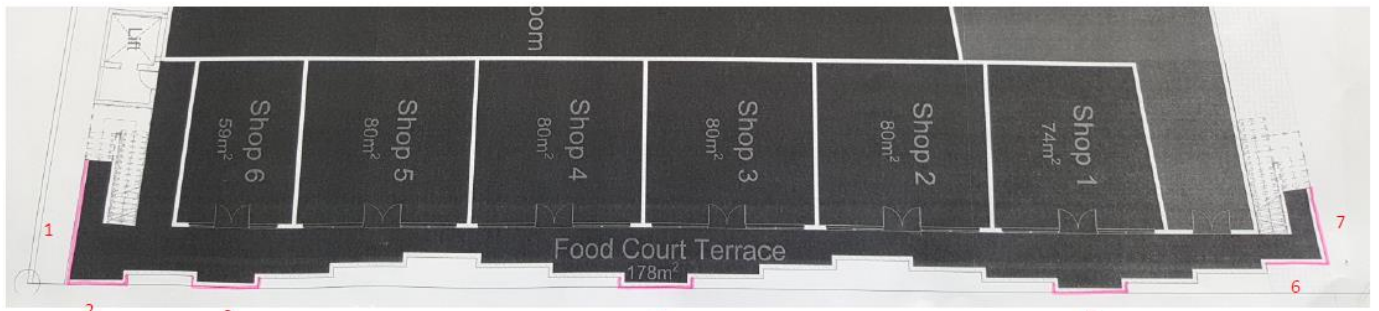 oom
Lift
Shop 6
59m²
Shop 5
80m²
Shop 4
80m²
Shop 3
80m²
Shop 2
80m²
Shop 1
74m²
1
7
Food Court Terrace
178m²
6